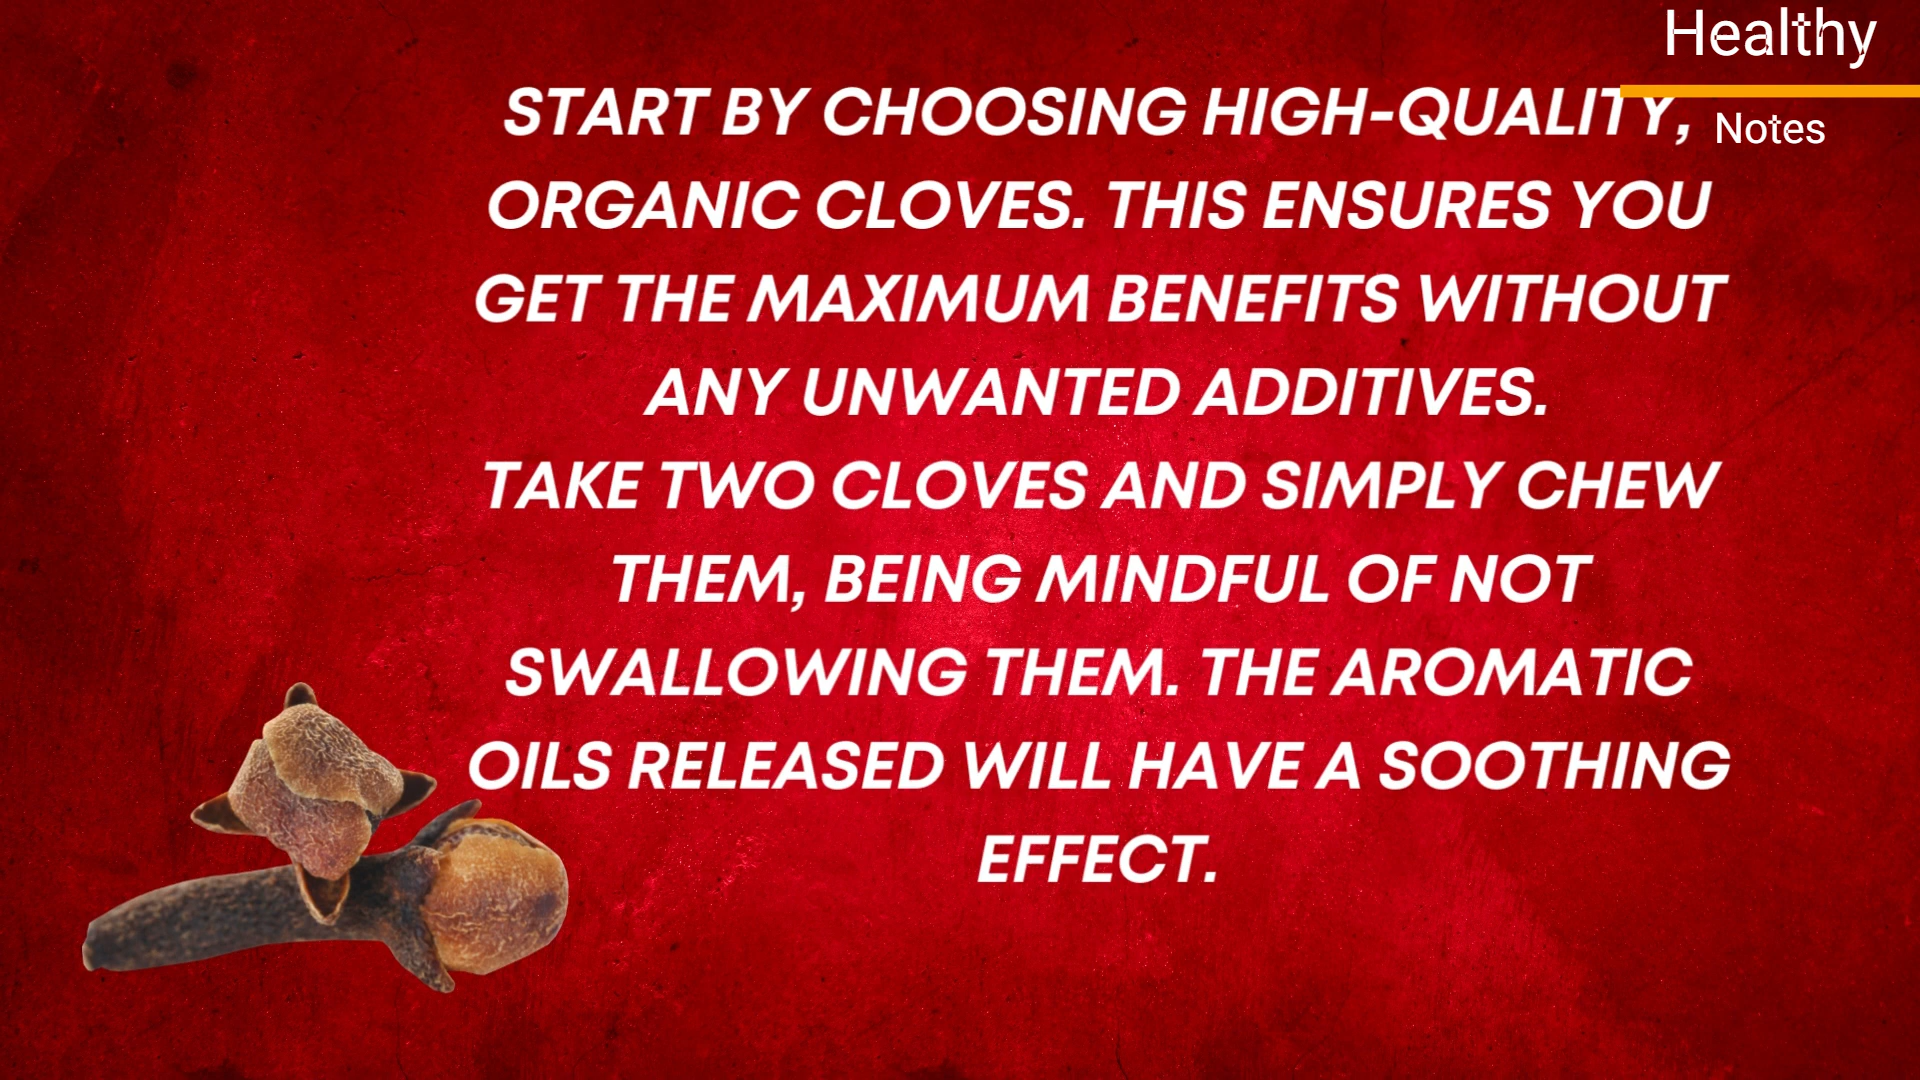 Healthy
Notes
START BY CHOOSING HIGH-QUALITY,
ORGANIC CLOVES. THIS ENSURES YOU
GET THE MAXIMUM BENEFITS WITHOUT
ANY UNWANTED ADDITIVES.
TAKE TWO CLOVES AND SIMPLY CHEW
THEM, BEING MINDFUL OF NOT
SWALLOWING THEM. THE AROMATIC
OILS RELEASED WILL HAVE A SOOTHING
EFFECT.